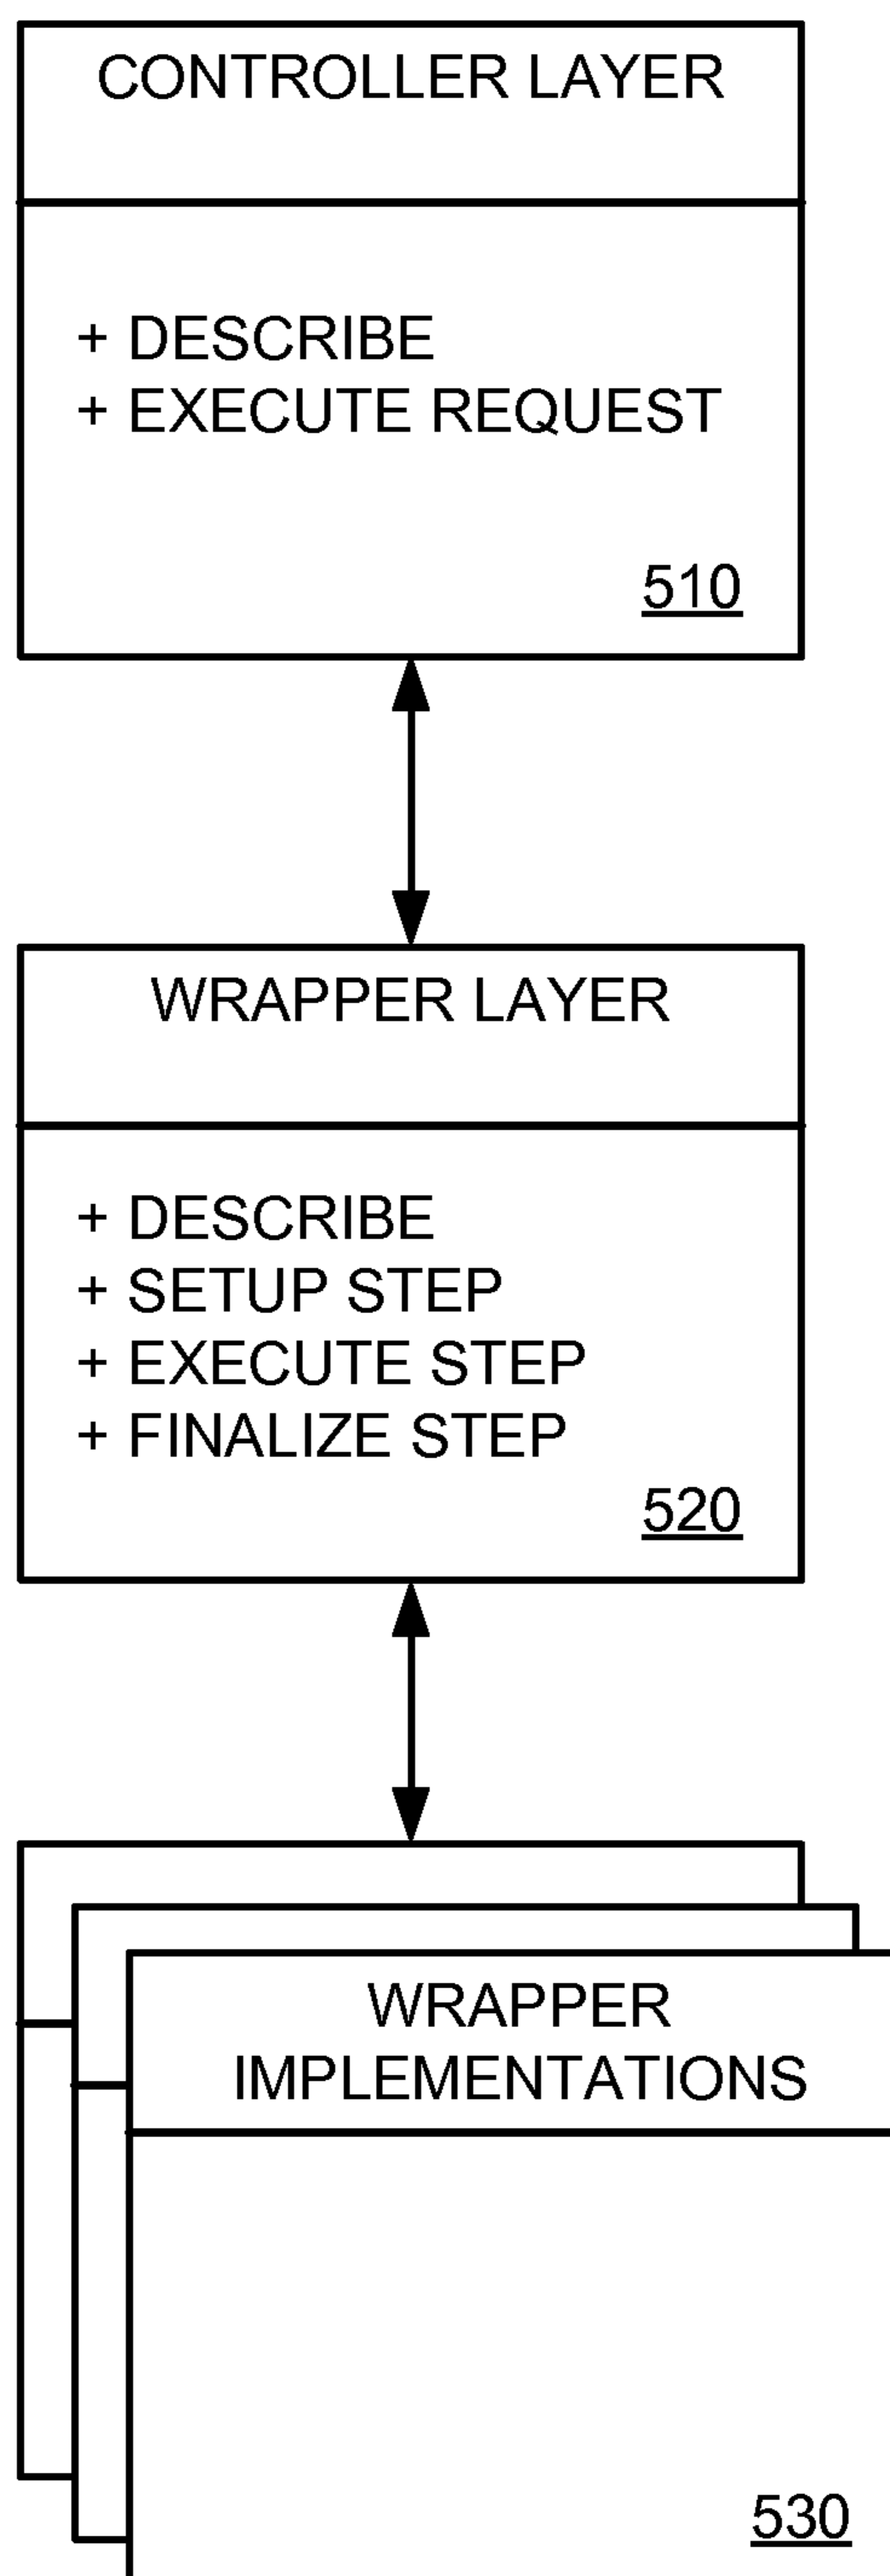 CONTROLLER LAYER
+ DESCRIBE
+ EXECUTE REQUEST
510
WRAPPER LAYER
+ DESCRIBE
+ SETUP STEP
+ EXECUTE STEP
+ FINALIZE STEP
520
WRAPPER
IMPLEMENTATIONS
530